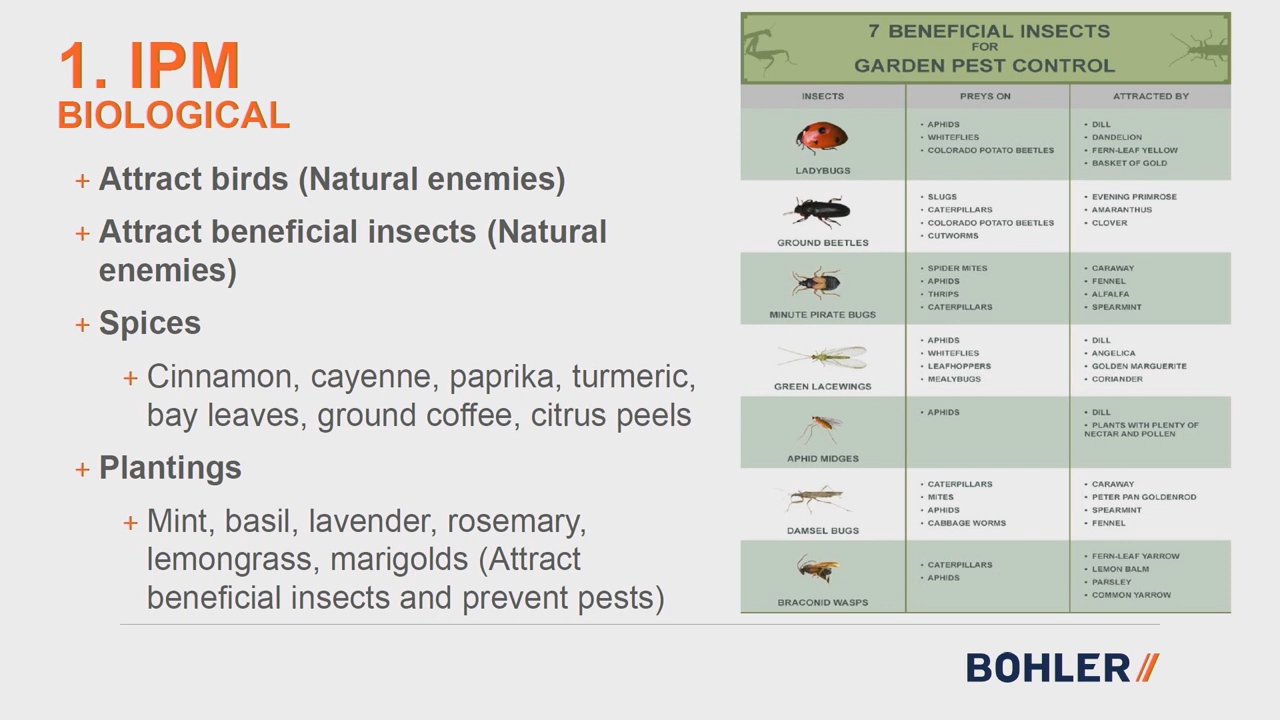 1. IPM
BIOLOGICAL
+ Attract birds (Natural enemies)
+ Attract beneficial insects (Natural
enemies)
+ Spices
+ Cinnamon, cayenne, paprika, turmeric,
bay leaves, ground coffee, citrus peels
+ Plantings
+ Mint, basil, lavender, rosemary,
lemongrass, marigolds (Attract
beneficial insects and prevent pests)
7 BENEFICIAL INSECTS
FOR
GARDEN PEST CONTROL
INSECTS PREYS ON ATTRACTED BY
LADYBUGS
• APHIDS
• WHITEFLIES
• COLORADO POTATO BEETLES
• DILL
• DANDELION
• FERN-LEAF YELLOW
• BASKET OF GOLD
GROUND BEETLES
• SLUGS
• CATERPILLARS
• COLORADO POTATO BEETLES
• CUTWORMS
• EVENING PRIMROSE
• AMARANTHUS
• CLOVER
MINUTE PIRATE BUGS
• SPIDER MITES
• APHIDS
• THRIPS
• CATERPILLARS
• CARAWAY
• FENNEL
• ALFALFA
• SPEARMINT
GREEN LACEWINGS
• APHIDS
• WHITEFLIES
• LEAFHOPPERS
• MEALYBUGS
• DILL
• ANGELICA
• GOLDEN MARGUERITE
• CORIANDER
APHID MIDGES
• APHIDS
• DILL
• PLANTS WITH PLENTY OF
NECTAR AND POLLEN
DAMSEL BUGS
• CATERPILLARS
• MITES
• APHIDS
• CABBAGE WORMS
• CARAWAY
• PETER PAN GOLDENROD
• SPEARMINT
• FENNEL
BRACONID WASPS
• CATERPILLARS
• APHIDS
• FERN-LEAF YARROW
• LEMON BALM
• PARSLEY
• COMMON YARROW
BOHLER//